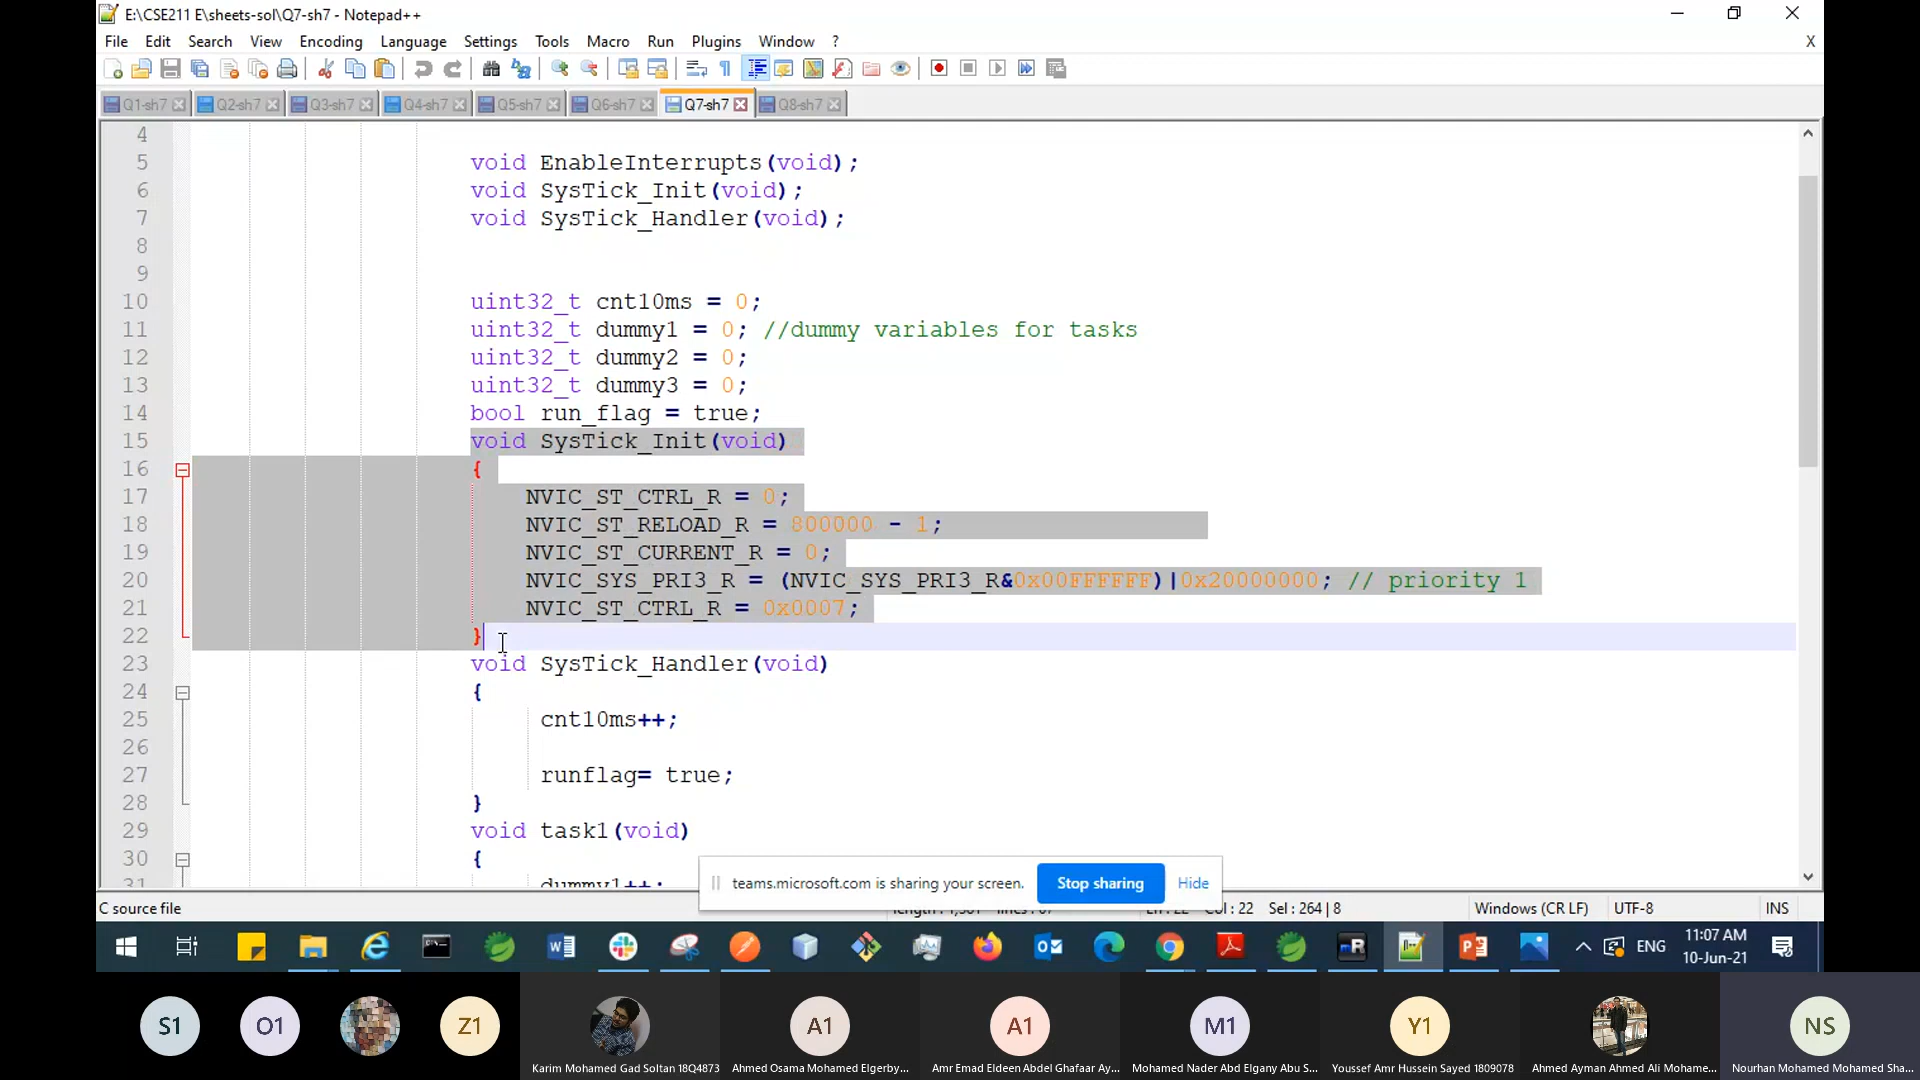 E:\CSE211 E\sheets-sol\Q7-sh7 - Notepad++
File Edit Search View Encoding Language Settings Tools Macro Run Plugins Window ? X
Q1-sh7 Q2-sh7 Q3-sh7 Q4-sh7 Q5-sh7 Q6-sh7 Q7-sh7 Q8-sh7
4
5 void EnableInterrupts(void);
6 void SysTick_Init(void);
7 void SysTick_Handler(void);
8
9
10 uint32_t cnt10ms = 0;
11 uint32_t dummy1 = 0; //dummy variables for tasks
12 uint32_t dummy2 = 0;
13 uint32_t dummy3 = 0;
14 bool run_flag = true;
15 void SysTick_Init(void)
16 {
17 NVIC_ST_CTRL_R = 0;
18 NVIC_ST_RELOAD_R = 800000 - 1;
19 NVIC_ST_CURRENT_R = 0;
20 NVIC_SYS_PRI3_R = (NVIC_SYS_PRI3_R&0x00FFFFFF)|0x20000000; // priority 1
21 NVIC_ST_CTRL_R = 0x0007;
22 }
23 void SysTick_Handler(void)
24 {
25 cnt10ms++;
26
27 runflag= true;
28 }
29 void task1(void)
30 {
31 dummy1++;
teams.microsoft.com is sharing your screen. Stop sharing Hide
C source file Col : 22 Sel : 264 | 8 Windows (CR LF) UTF-8 INS
ENG 11:07 AM
10-Jun-21
S1 O1 Z1 A1 A1 M1 Y1 NS
Karim Mohamed Gad Soltan 18Q4873 Ahmed Osama Mohamed Elgerby... Amr Emad Eldeen Abdel Ghafaar Ay... Mohamed Nader Abd Elgany Abu S... Youssef Amr Hussein Sayed 1809078 Ahmed Ayman Ahmed Ali Mohame... Nourhan Mohamed Mohamed Sha...